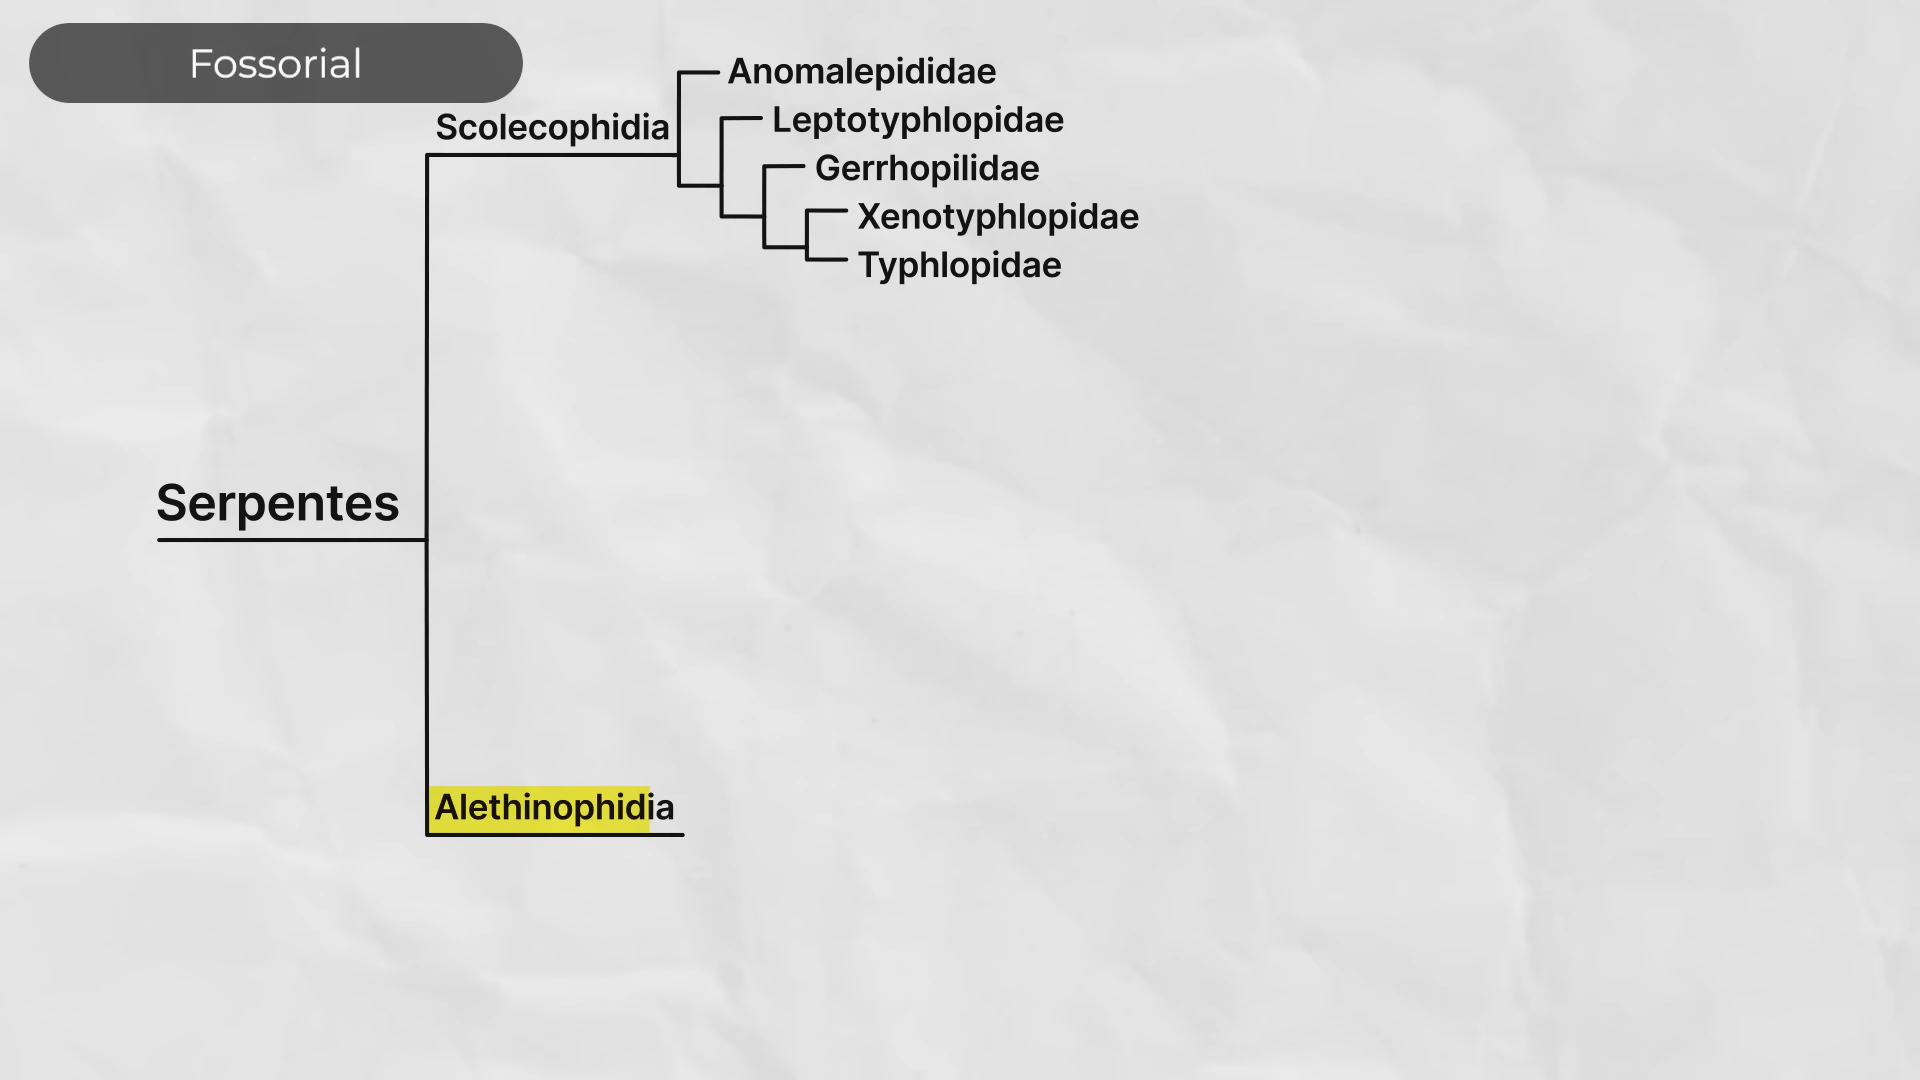 Fossorial
Anomalepididae
Leptotyphlopidae
Scolecophidia
Gerrhopilidae
Xenotyphlopidae
Typhlopidae
Serpentes
Alethinophidia